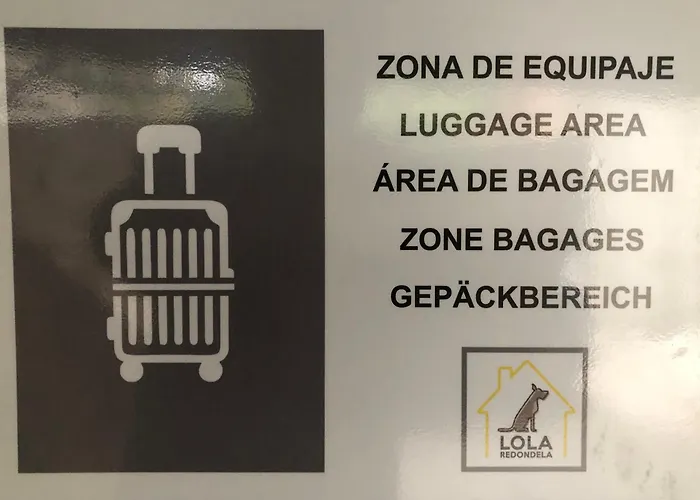 ZONA DE EQUIPAJE
LUGGAGE AREA
ÁREA DE BAGAGEM
ZONE BAGAGES
GEPÄCKBEREICH
LOLA
REDONDELA